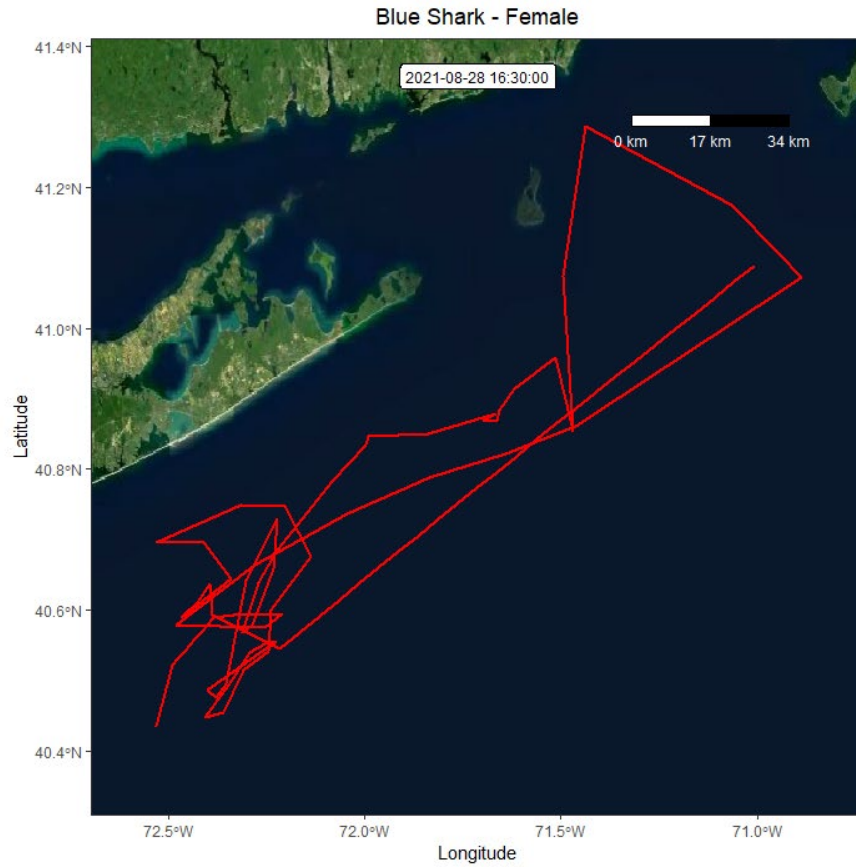 Blue Shark - Female
41.4°N
2021-08-28 16:30:00
0 km 17 km 34 km
41.2°N
41.0°N
Latitude
40.8°N
40.6°N
40.4°N
72.5°W 72.0°W 71.5°W 71.0°W
Longitude